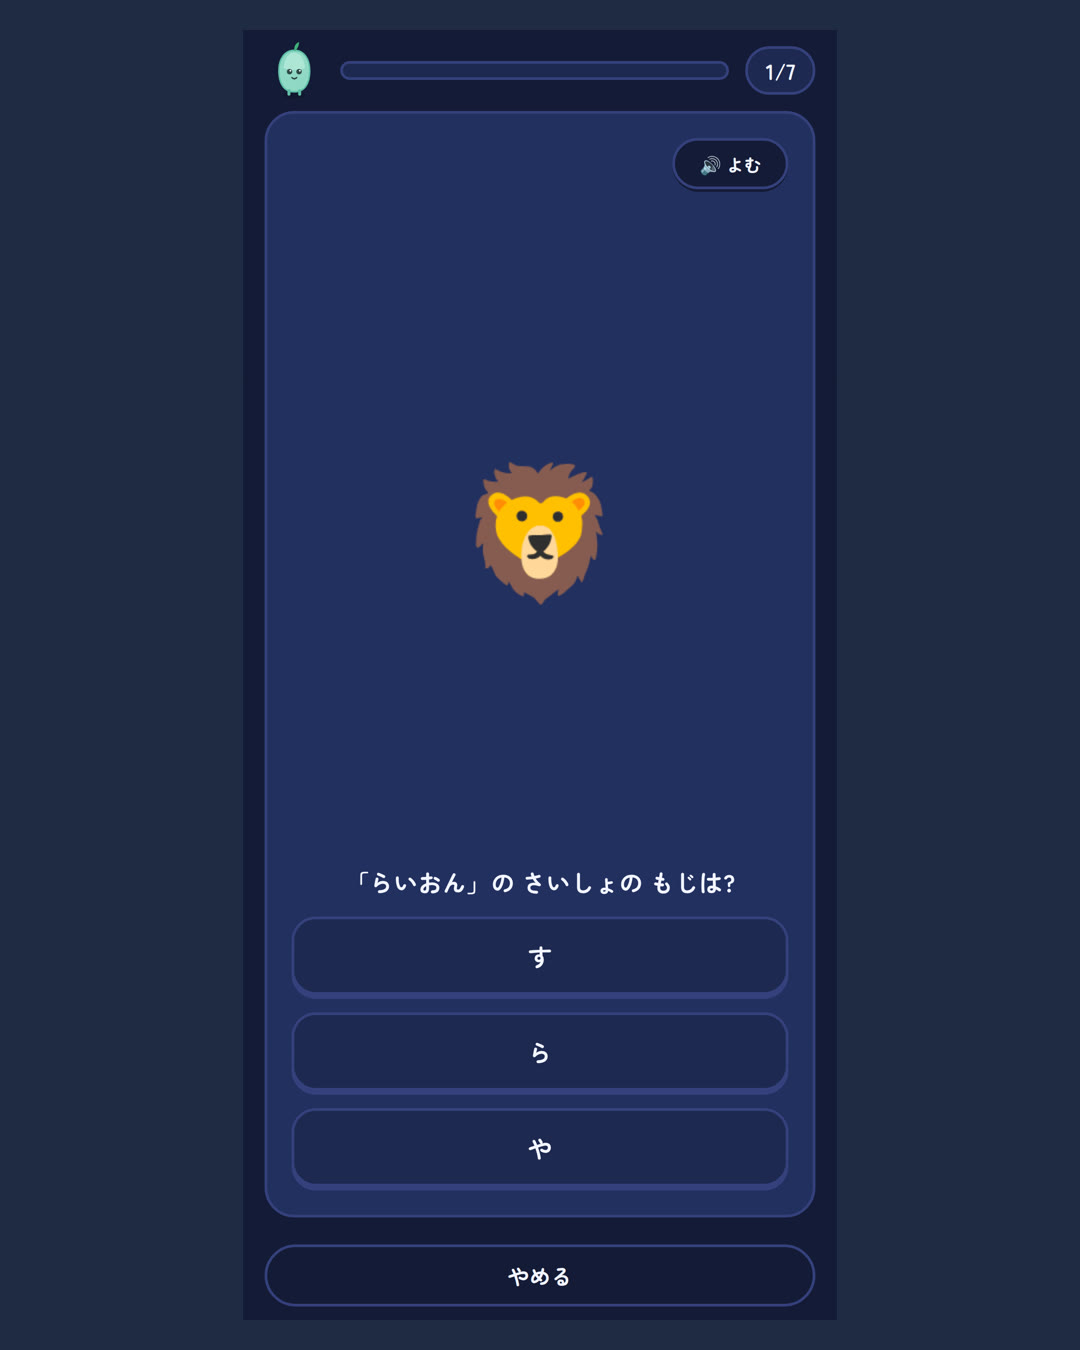 1/7
よむ
「らいおん」の さいしょの もじは?
す
ら
や
やめる